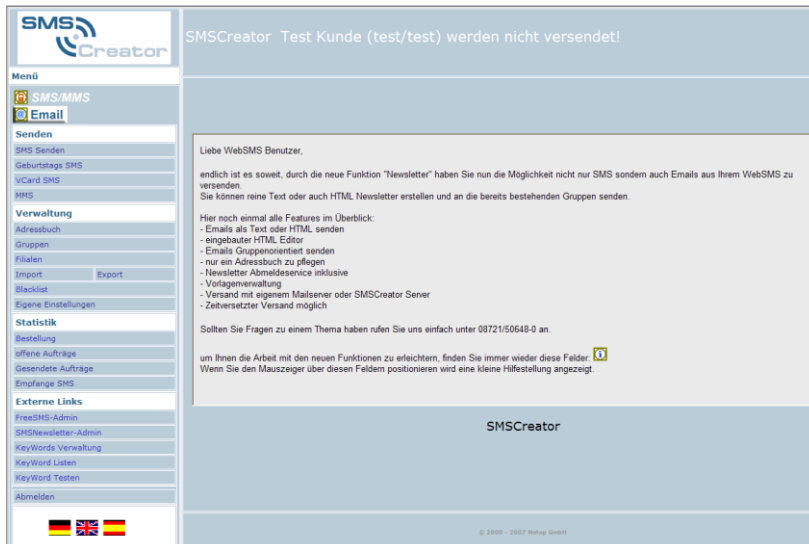 SMS
Creator
SMSCreator Test Kunde (test/test) werden nicht versendet!
Menü
SMS/MMS
Email
Senden
SMS Senden
Geburtstags SMS
VCard SMS
MMS
Verwaltung
Adressbuch
Gruppen
Filialen
Import Export
Blacklist
Eigene Einstellungen
Statistik
Bestellung
offene Aufträge
Gesendete Aufträge
Empfange SMS
Externe Links
FreeSMS-Admin
SMSNewsletter-Admin
KeyWords Verwaltung
KeyWord Listen
KeyWord Testen
Abmelden
Liebe WebSMS Benutzer,
endlich ist es soweit, durch die neue Funktion "Newsletter" haben Sie nun die Möglichkeit nicht nur SMS sondern auch Emails aus Ihrem WebSMS zu
versenden.
Sie können reine Text oder auch HTML Newsletter erstellen und an die bereits bestehenden Gruppen senden.
Hier noch einmal alle Features im Überblick:
- Emails als Text oder HTML senden
- eingebauter HTML Editor
- Emails Gruppenorientiert senden
- nur ein Adressbuch zu pflegen
- Newsletter Abmeldeservice inklusive
- Vorlagenverwaltung
- Versand mit eigenem Mailserver oder SMSCreator Server
- Zeitversetzter Versand möglich
Sollten Sie Fragen zu einem Thema haben rufen Sie uns einfach unter 08721/50648-0 an.
um Ihnen die Arbeit mit den neuen Funktionen zu erleichtern, finden Sie immer wieder diese Felder:
Wenn Sie den Mauszeiger über diesen Feldern positionieren wird eine kleine Hilfestellung angezeigt.
SMSCreator
2007 GmbH